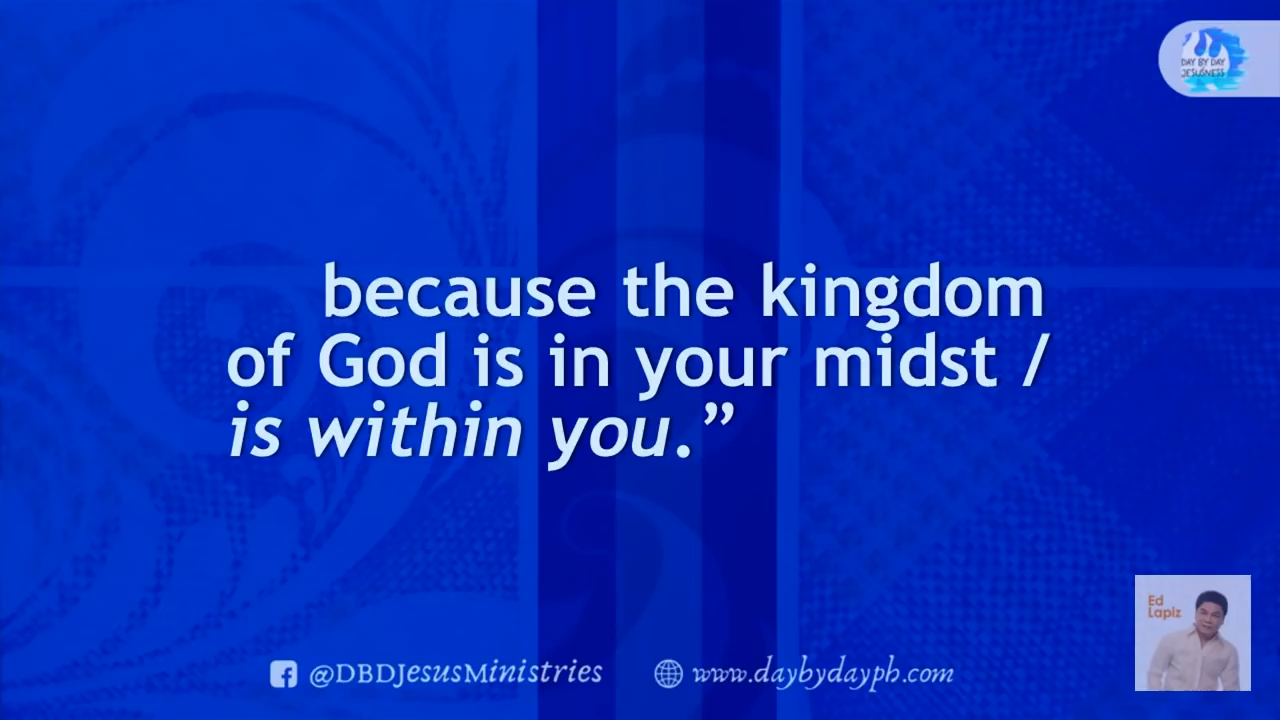 DAY BY DAY
JESUSNESS
because the kingdom
of God is in your midst /
is within you.”
Ed
Lapiz
@DBDJesusMinistries
www.daybydayph.com